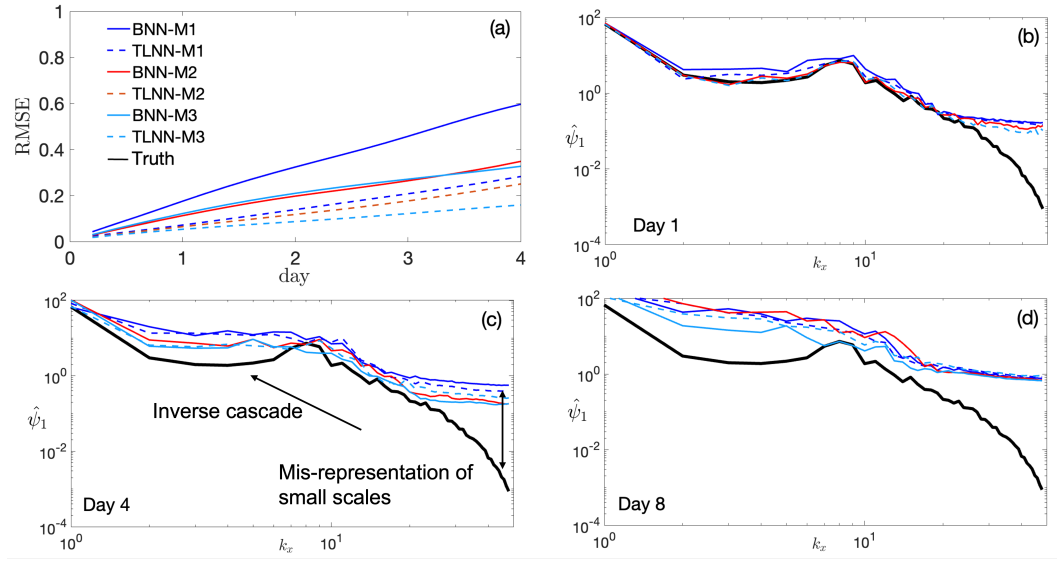 (a)
1
0.8
0.6
0.4
0.2
0
RMSE
BNN-M1
TLNN-M1
BNN-M2
TLNN-M2
BNN-M3
TLNN-M3
Truth
0 1 2 3 4
day
(b)
10^2
10^0
10^-2
10^-4
ψ̂₁
Day 1
10^0 10^1
k_x
(c)
10^2
10^0
10^-2
10^-4
ψ̂₁
Inverse cascade
Mis-representation of
small scales
Day 4
10^0 10^1
k_x
(d)
10^2
10^0
10^-2
10^-4
ψ̂₁
Day 8
10^0 10^1
k_x